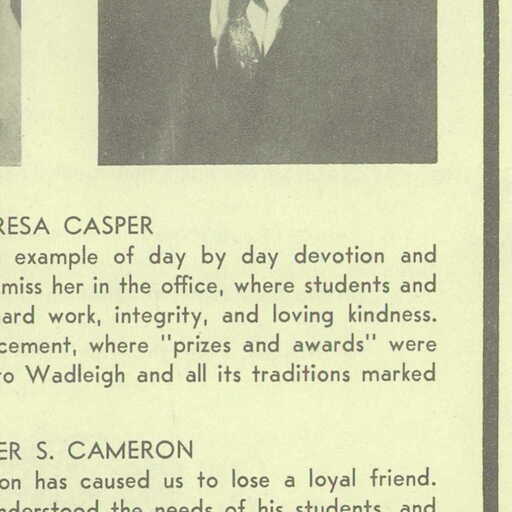 RESA CASPER
example of day by day devotion and
miss her in the office, where students and
ard work, integrity, and loving kindness.
cement, where "prizes and awards" were
to Wadleigh and all its traditions marked
ER S. CAMERON
on has caused us to lose a loyal friend.
nderstood the needs of his students, and